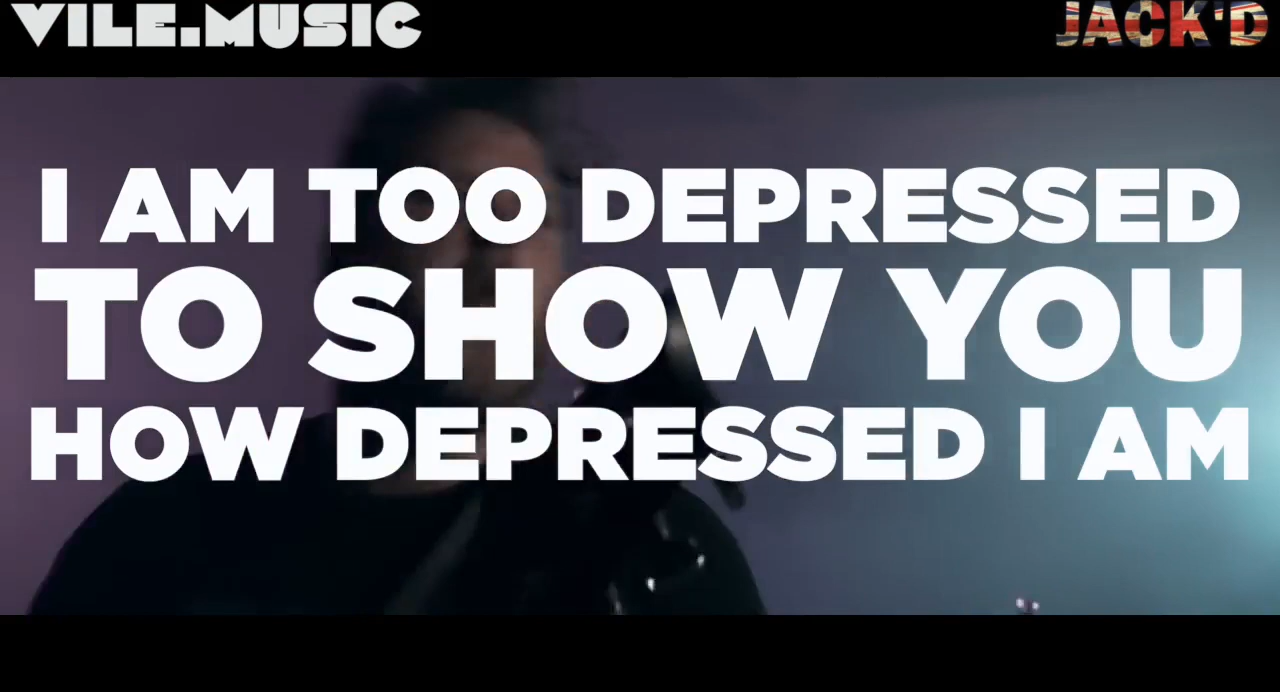 VILE.MUSIC
JACK'D
I AM TOO DEPRESSED
TO SHOW YOU
HOW DEPRESSED I AM